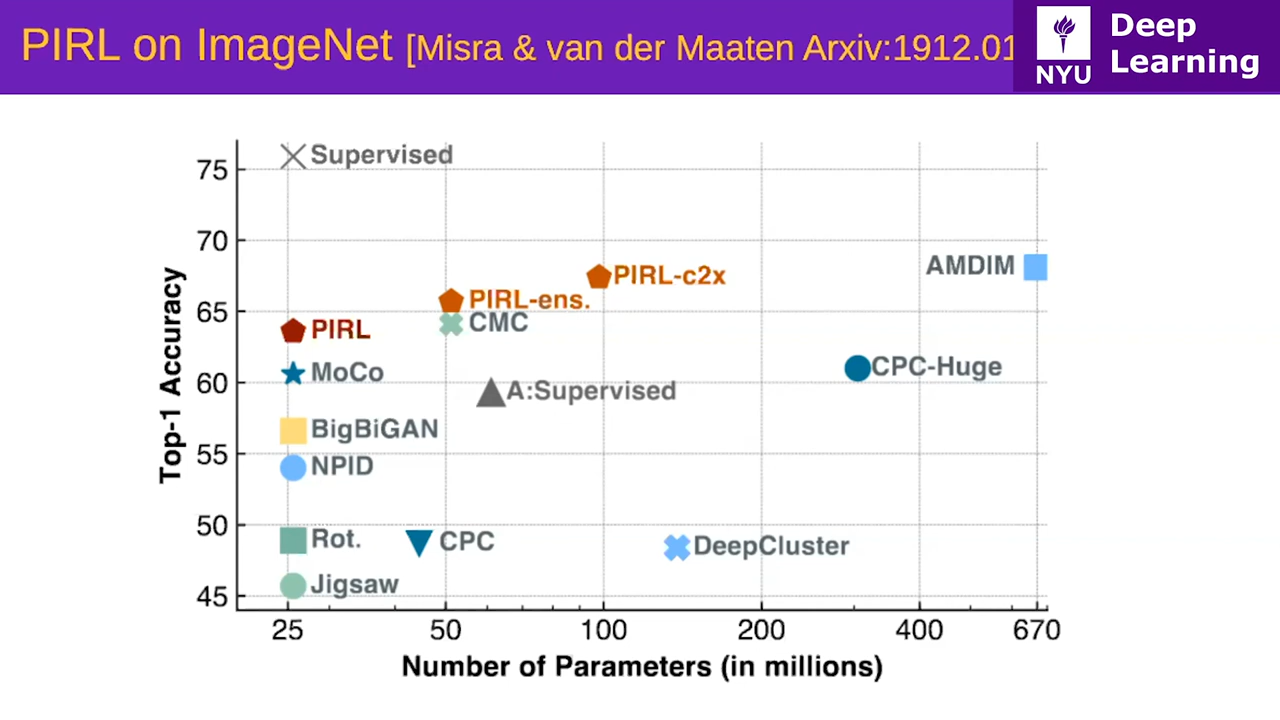 PIRL on ImageNet [Misra & van der Maaten Arxiv:1912.01
NYU
Deep
Learning
Top-1 Accuracy
75
70
65
60
55
50
45
Supervised
AMDIM
PIRL-c2x
PIRL-ens.
CMC
PIRL
MoCo
CPC-Huge
A:Supervised
BigBiGAN
NPID
Rot.
CPC
DeepCluster
Jigsaw
25
50
100
200
400
670
Number of Parameters (in millions)